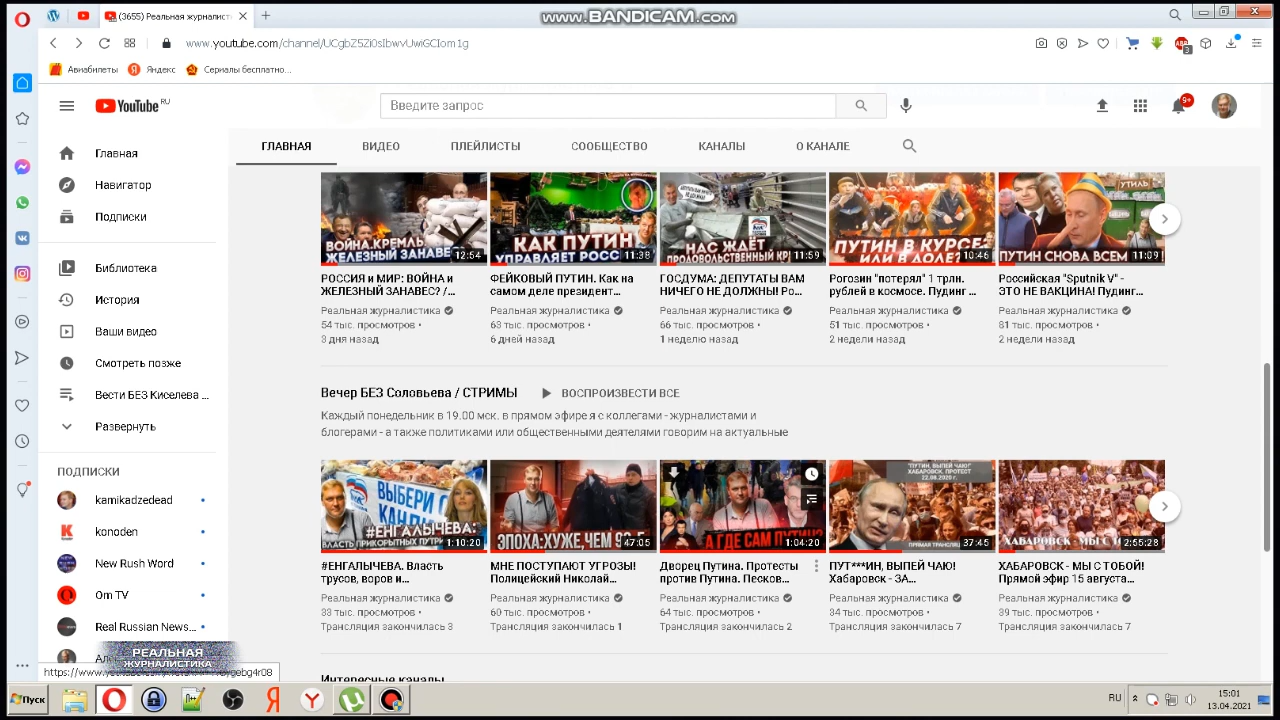 www.BANDICAM.com
(3655) Реальная журналист
www.youtube.com/channel/UCgbZ5Zi0sIbwvUwiGCIom1g
3
Авиабилеты
Яндекс
Сериалы бесплатно...
YouTube RU
Введите запрос
9+
ГЛАВНАЯ ВИДЕО ПЛЕЙЛИСТЫ СООБЩЕСТВО КАНАЛЫ О КАНАЛЕ
Главная
Навигатор
Подписки
Библиотека
История
Ваши видео
Смотреть позже
Вести БЕЗ Киселева ...
Развернуть
ПОДПИСКИ
kamikadzedead
konoden
New Rush Word
Om TV
Real Russian News...
РЕАЛЬНАЯ
ЖУРНАЛИСТИКА
ВОЙНА.КРЕМЛЬ.
ЖЕЛЕЗНЫЙ ЗАНАВЕС
12:54
РОССИЯ и МИР: ВОЙНА и
ЖЕЛЕЗНЫЙ ЗАНАВЕС? /...
Реальная журналистика
54 тыс. просмотров •
3 дня назад
КАК ПУТИН
УПРАВЛЯЕТ РОСС
11:38
ФЕЙКОВЫЙ ПУТИН. Как на
самом деле президент...
Реальная журналистика
63 тыс. просмотров •
6 дней назад
НАС ЖДЁТ
ПРОДОВОЛЬСТВЕННЫЙ КР
11:59
ГОСДУМА: ДЕПУТАТЫ ВАМ
НИЧЕГО НЕ ДОЛЖНЫ! Ро...
Реальная журналистика
66 тыс. просмотров •
1 неделю назад
ПУТИН В КУРСЕ?
ИЛИ В ДОЛЕ?
10:46
Рогозин "потерял" 1 трлн.
рублей в космосе. Пудинг ...
Реальная журналистика
51 тыс. просмотров •
2 недели назад
УТИЛЬ
ПУТИН СНОВА ВСЕМ
11:09
Российская "Sputnik V" -
ЭТО НЕ ВАКЦИНА! Пудинг...
Реальная журналистика
81 тыс. просмотров •
2 недели назад
Вечер БЕЗ Соловьева / СТРИМЫ ВОСПРОИЗВЕСТИ ВСЕ
Каждый понедельник в 19.00 мск. в прямом эфире я с коллегами - журналистами и
блогерами - а также политиками или общественными деятелями говорим на актуальные
ВЫБЕРИ С
#ЕНГАЛЫЧЕВА:
1:10:20
#ЕНГАЛЫЧЕВА. Власть
трусов, воров и...
Реальная журналистика
33 тыс. просмотров •
Трансляция закончилась 3
ЭПОХА:ХУЖЕ,ЧЕМ
47:05
МНЕ ПОСТУПАЮТ УГРОЗЫ!
Полицейский Николай...
Реальная журналистика
60 тыс. просмотров •
Трансляция закончилась 1
А ГДЕ САМ ПУТИН?
1:04:20
Дворец Путина. Протесты
против Путина. Песков...
Реальная журналистика
64 тыс. просмотров •
Трансляция закончилась 2
"ПУТИН, ВЫПЕЙ ЧАЮ!"
ХАБАРОВСК. ПРОТЕСТ
22.08.2020 г.
37:45
ПУТ***ИН, ВЫПЕЙ ЧАЮ!
Хабаровск - ЗА...
Реальная журналистика
34 тыс. просмотров •
Трансляция закончилась 7
ХАБАРОВСК - МЫ С
2:55:28
ХАБАРОВСК - МЫ С ТОБОЙ!
Прямой эфир 15 августа...
Реальная журналистика
39 тыс. просмотров •
Трансляция закончилась 7
Интересные каналы
Пуск
RU
15:01
13.04.2021